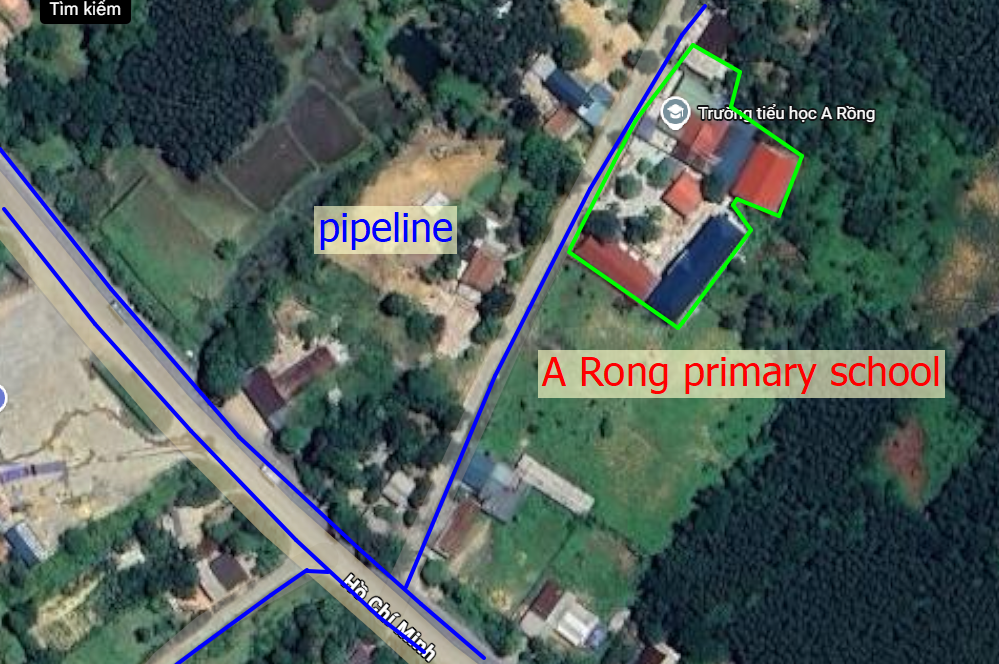 Tìm kiếm
Trường tiểu học A Rồng
pipeline
A Rong primary school
Hồ Chí Minh